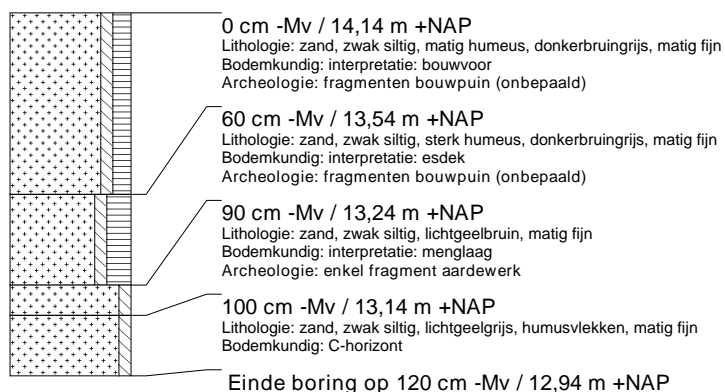 0 cm -Mv / 14,14 m +NAP
Lithologie: zand, zwak siltig, matig humeus, donkerbruingrijs, matig fijn
Bodemkundig: interpretatie: bouwvoor
Archeologie: fragmenten bouwpuin (onbepaald)
60 cm -Mv / 13,54 m +NAP
Lithologie: zand, zwak siltig, sterk humeus, donkerbruingrijs, matig fijn
Bodemkundig: interpretatie: esdek
Archeologie: fragmenten bouwpuin (onbepaald)
90 cm -Mv / 13,24 m +NAP
Lithologie: zand, zwak siltig, lichtgeelbruin, matig fijn
Bodemkundig: interpretatie: menglaag
Archeologie: enkel fragment aardewerk
100 cm -Mv / 13,14 m +NAP
Lithologie: zand, zwak siltig, lichtgeelgrijs, humusvlekken, matig fijn
Bodemkundig: C-horizont
Einde boring op 120 cm -Mv / 12,94 m +NAP